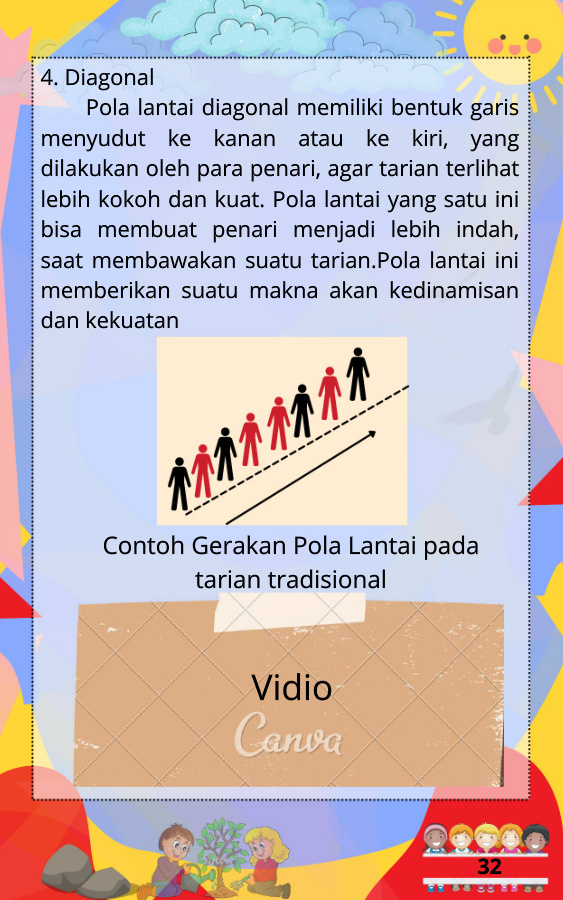 4. Diagonal
Pola lantai diagonal memiliki bentuk garis
menyudut ke kanan atau ke kiri, yang
dilakukan oleh para penari, agar tarian terlihat
lebih kokoh dan kuat. Pola lantai yang satu ini
bisa membuat penari menjadi lebih indah,
saat membawakan suatu tarian.Pola lantai ini
memberikan suatu makna akan kedinamisan
dan kekuatan
Contoh Gerakan Pola Lantai pada
tarian tradisional
Vidio
Canva
32